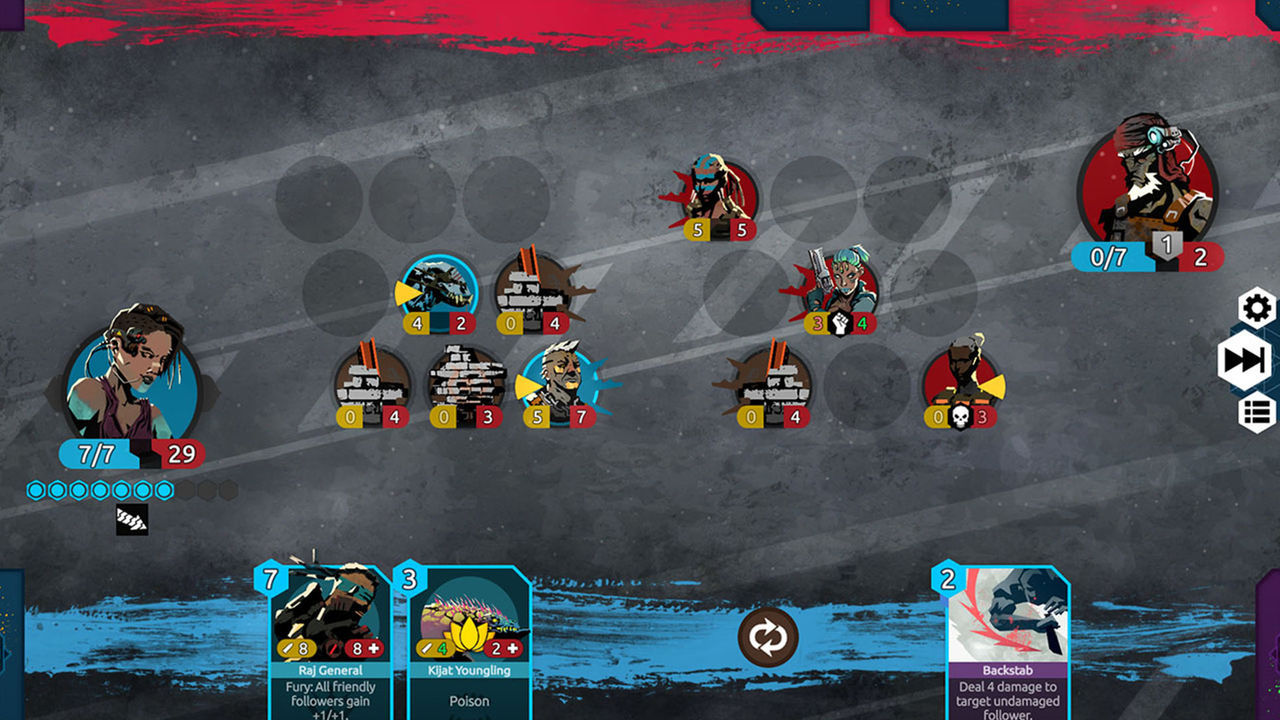 5 5
0/7 1 2
4 2
0 4
3 4
0 4
0 3
5 7
0 4
0 3
7/7 29
7
3
2
8 8
4 2
Raj General
Kijat Youngling
Backstab
Fury: All friendly
followers gain
+1/+1.
Poison
Deal 4 damage to
target undamaged
follower.